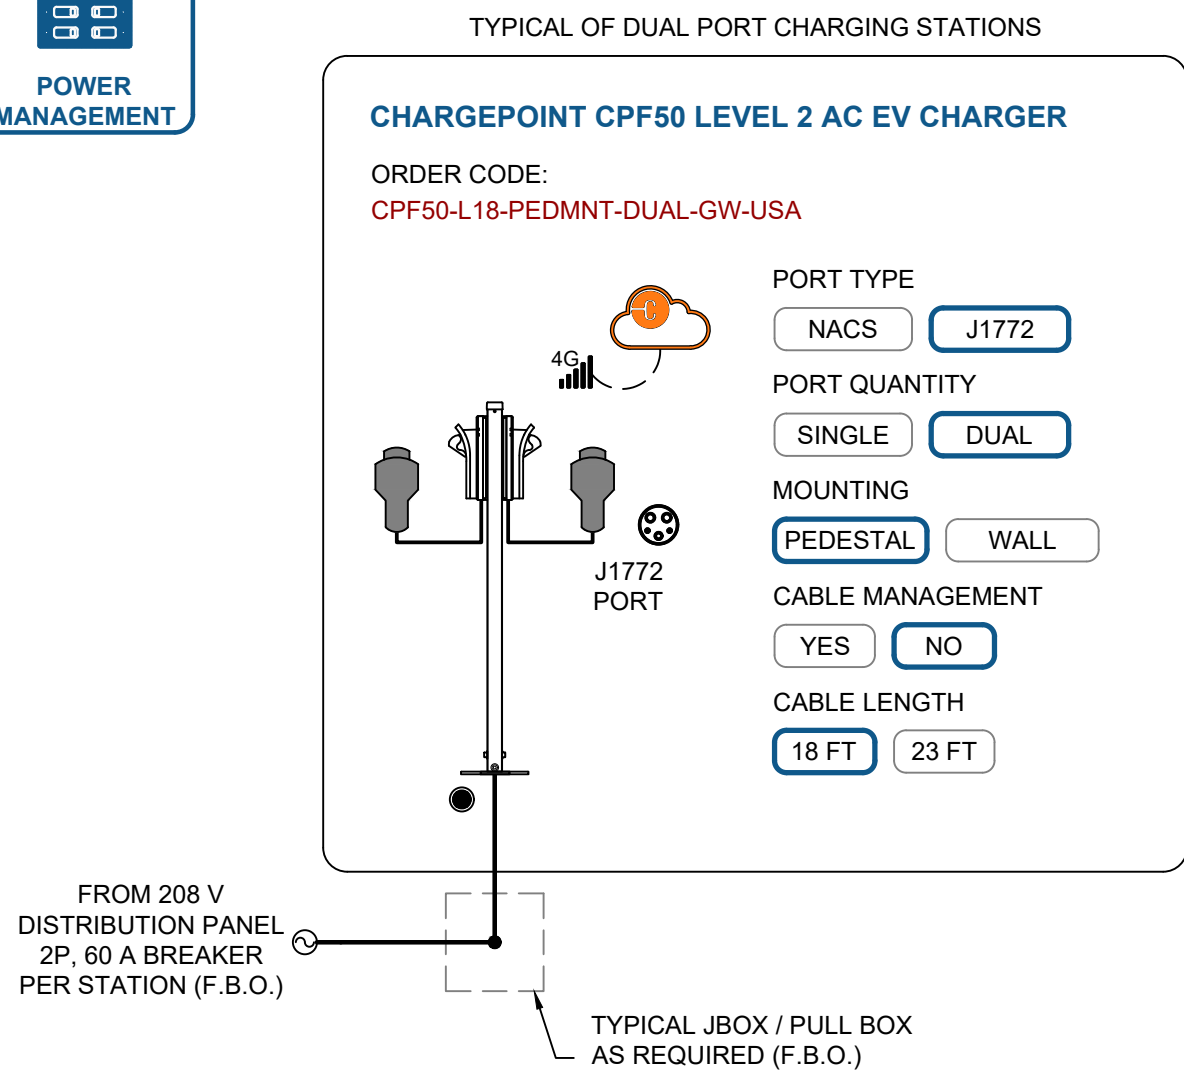 POWER
MANAGEMENT
TYPICAL OF DUAL PORT CHARGING STATIONS
CHARGEPOINT CPF50 LEVEL 2 AC EV CHARGER
ORDER CODE:
CPF50-L18-PEDMNT-DUAL-GW-USA
C
4G
J1772
PORT
PORT TYPE
NACS J1772
PORT QUANTITY
SINGLE DUAL
MOUNTING
PEDESTAL WALL
CABLE MANAGEMENT
YES NO
CABLE LENGTH
18 FT 23 FT
FROM 208 V
DISTRIBUTION PANEL
2P, 60 A BREAKER
PER STATION (F.B.O.)
TYPICAL JBOX / PULL BOX
AS REQUIRED (F.B.O.)